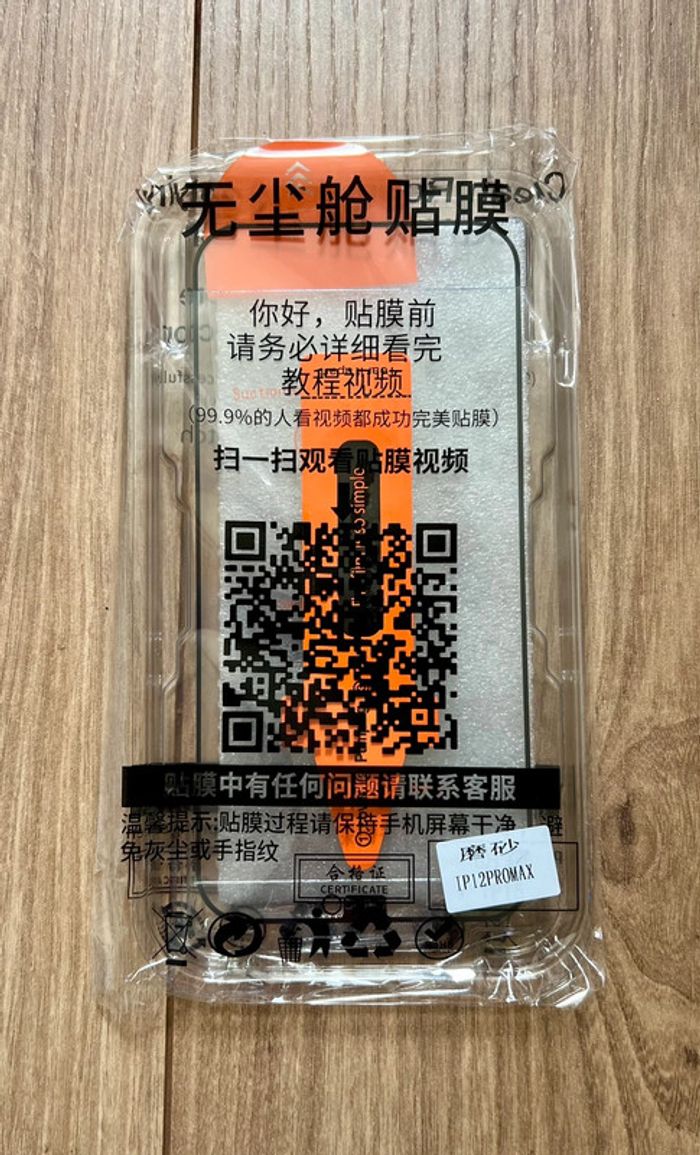 无尘舱贴膜
你好，贴膜前
请务必详细看完
教程视频
（99.9%的人看视频都成功完美贴膜）
扫一扫观看贴膜视频
so simple
贴膜中有任何问题请联系客服
温馨提示:贴膜过程请保持手机屏幕干净 避
免灰尘或手指纹
合格证
CERTIFICATE
磨砂
IP12PROMAX